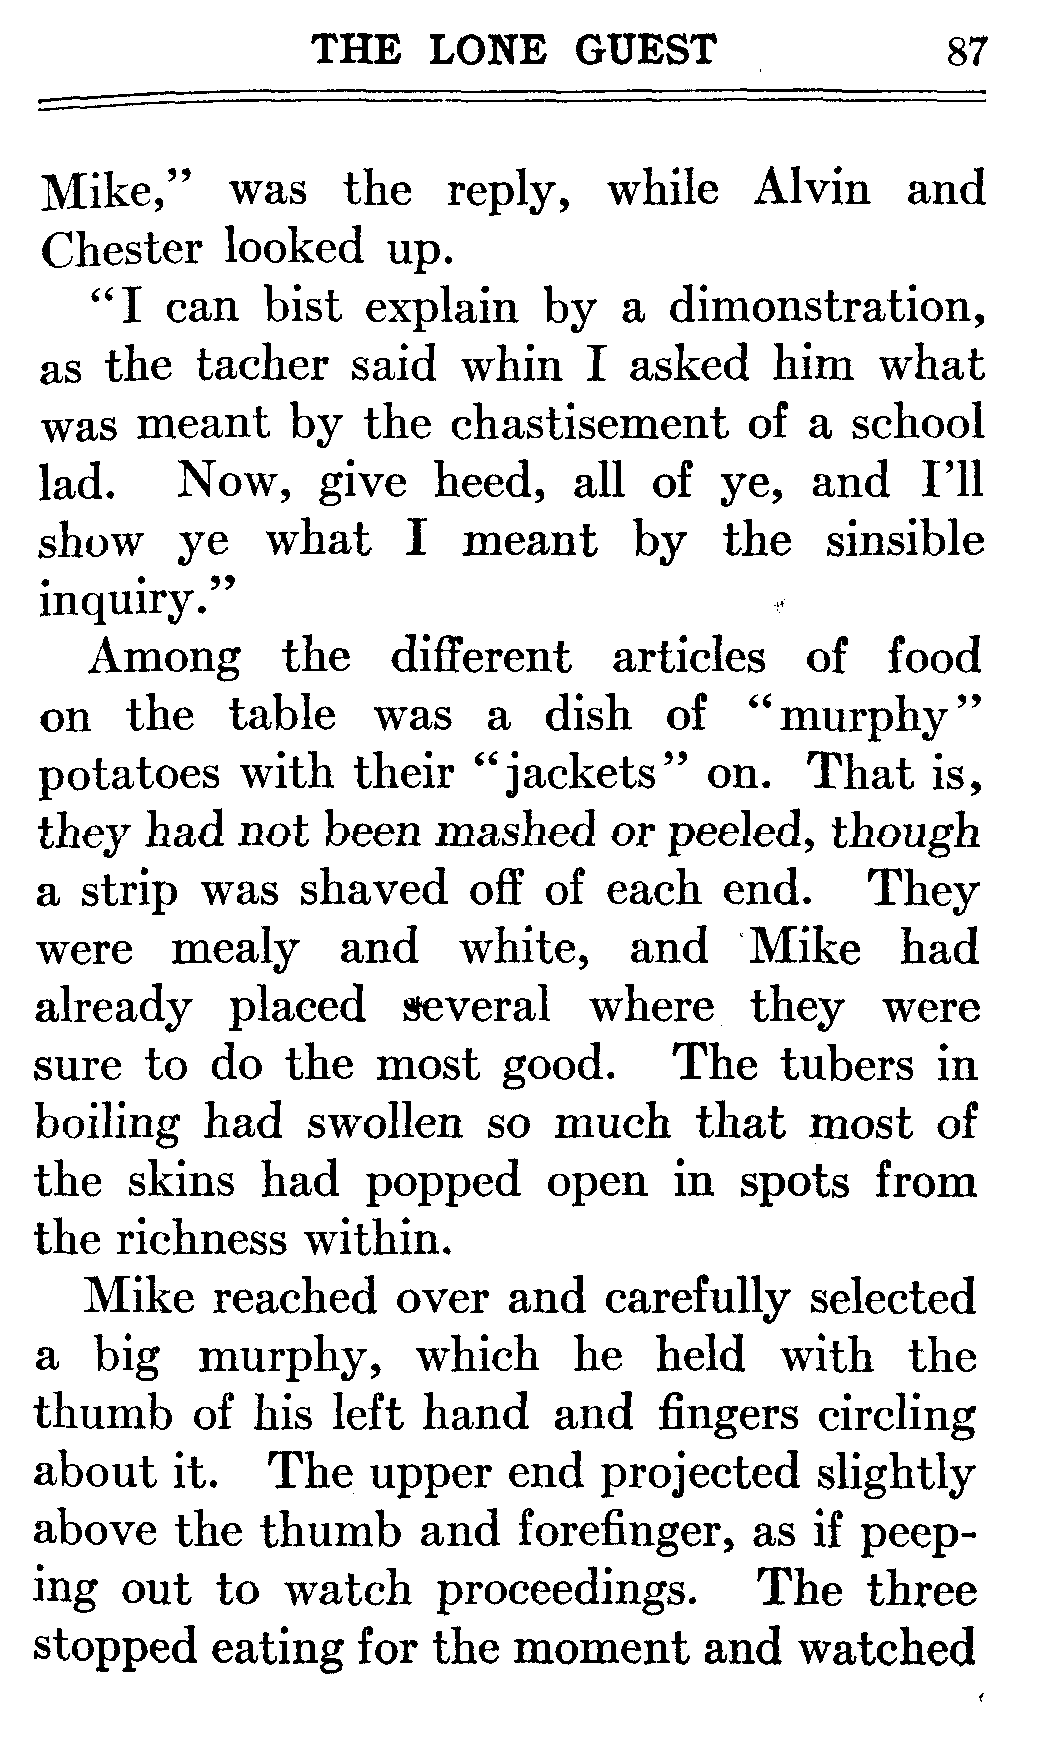 THE LONE GUEST 87
Mike," was the reply, while Alvin and
Chester looked up.
"I can bist explain by a dimonstration,
as the tacher said whin I asked him what
was meant by the chastisement of a school
lad. Now, give heed, all of ye, and I'll
show ye what I meant by the sinsible
inquiry."
Among the different articles of food
on the table was a dish of "murphy"
potatoes with their "jackets" on. That is,
they had not been mashed or peeled, though
a strip was shaved off of each end. They
were mealy and white, and Mike had
already placed several where they were
sure to do the most good. The tubers in
boiling had swollen so much that most of
the skins had popped open in spots from
the richness within.
Mike reached over and carefully selected
a big murphy, which he held with the
thumb of his left hand and fingers circling
about it. The upper end projected slightly
above the thumb and forefinger, as if peep-
ing out to watch proceedings. The three
stopped eating for the moment and watched